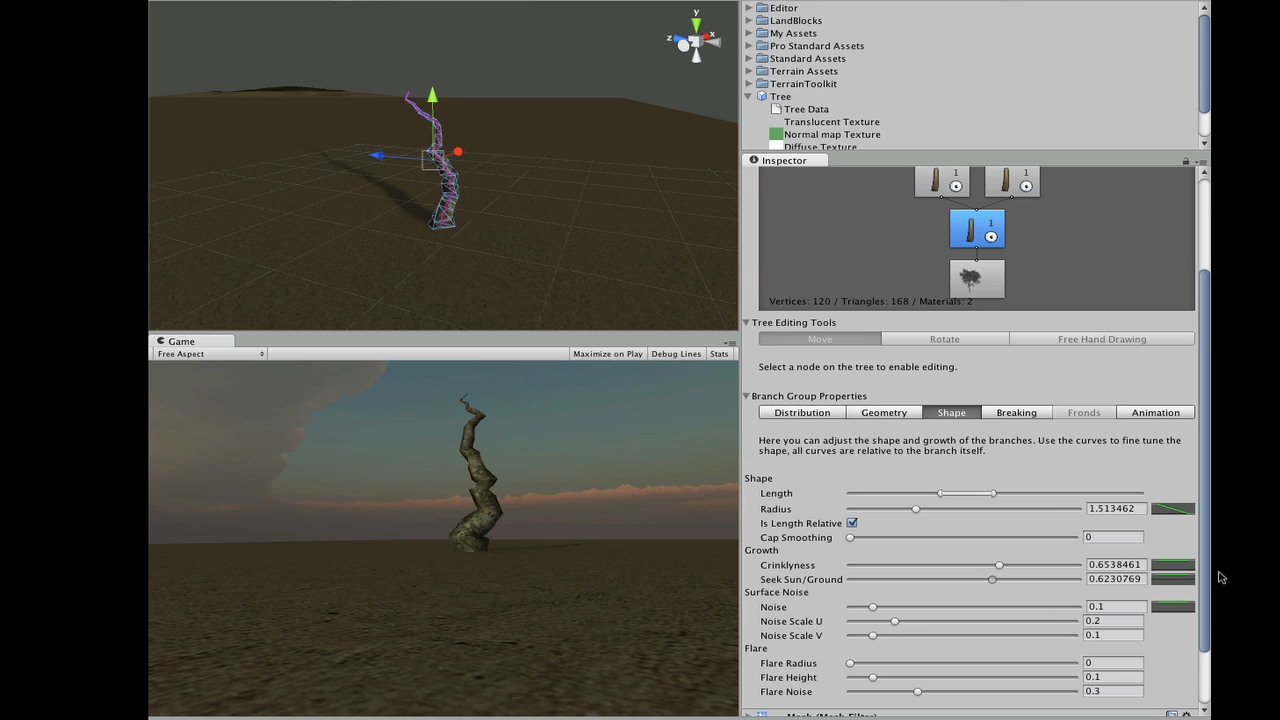 y
z
x
Editor
LandBlocks
My Assets
Pro Standard Assets
Standard Assets
Terrain Assets
TerrainToolkit
Tree
Tree Data
Translucent Texture
Normal map Texture
Diffuse Texture
Inspector
1 1
1
Vertices: 120 / Triangles: 168 / Materials: 2
Tree Editing Tools
Move Rotate Free Hand Drawing
Select a node on the tree to enable editing.
Branch Group Properties
Distribution Geometry Shape Breaking Fronds Animation
Here you can adjust the shape and growth of the branches. Use the curves to fine tune the
shape, all curves are relative to the branch itself.
Shape
Length
Radius 1.513462
Is Length Relative
Cap Smoothing 0
Growth
Crinklyness 0.6538461
Seek Sun/Ground 0.6230769
Surface Noise
Noise 0.1
Noise Scale U 0.2
Noise Scale V 0.1
Flare
Flare Radius 0
Flare Height 0.1
Flare Noise 0.3
Mesh (Mesh Filter)
Game
Free Aspect Maximize on Play Debug Lines Stats